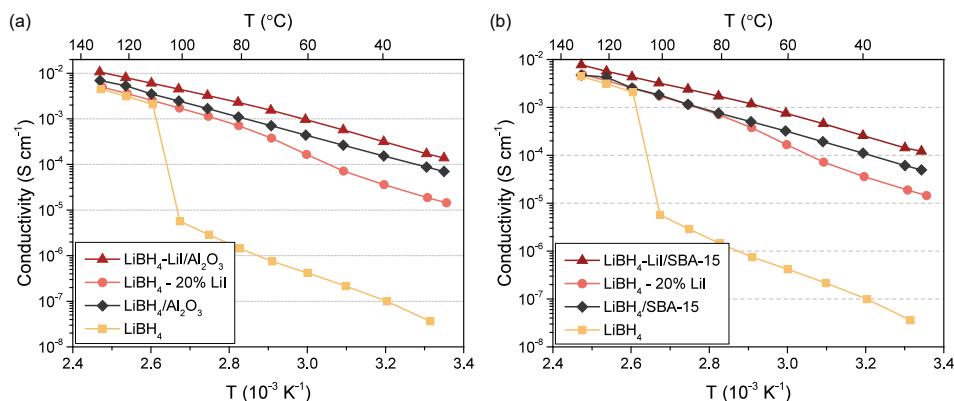 (a)
T (°C)
140 120 100 80 60 40
10⁻²
10⁻³
10⁻⁴
10⁻⁵
10⁻⁶
10⁻⁷
10⁻⁸
Conductivity (S cm⁻¹)
LiBH₄-LiI/Al₂O₃
LiBH₄ - 20% LiI
LiBH₄/Al₂O₃
LiBH₄
2.4 2.6 2.8 3.0 3.2 3.4
T (10⁻³ K⁻¹)
(b)
T (°C)
140 120 100 80 60 40
10⁻²
10⁻³
10⁻⁴
10⁻⁵
10⁻⁶
10⁻⁷
10⁻⁸
Conductivity (S cm⁻¹)
LiBH₄-LiI/SBA-15
LiBH₄ - 20% LiI
LiBH₄/SBA-15
LiBH₄
2.4 2.6 2.8 3.0 3.2 3.4
T (10⁻³ K⁻¹)